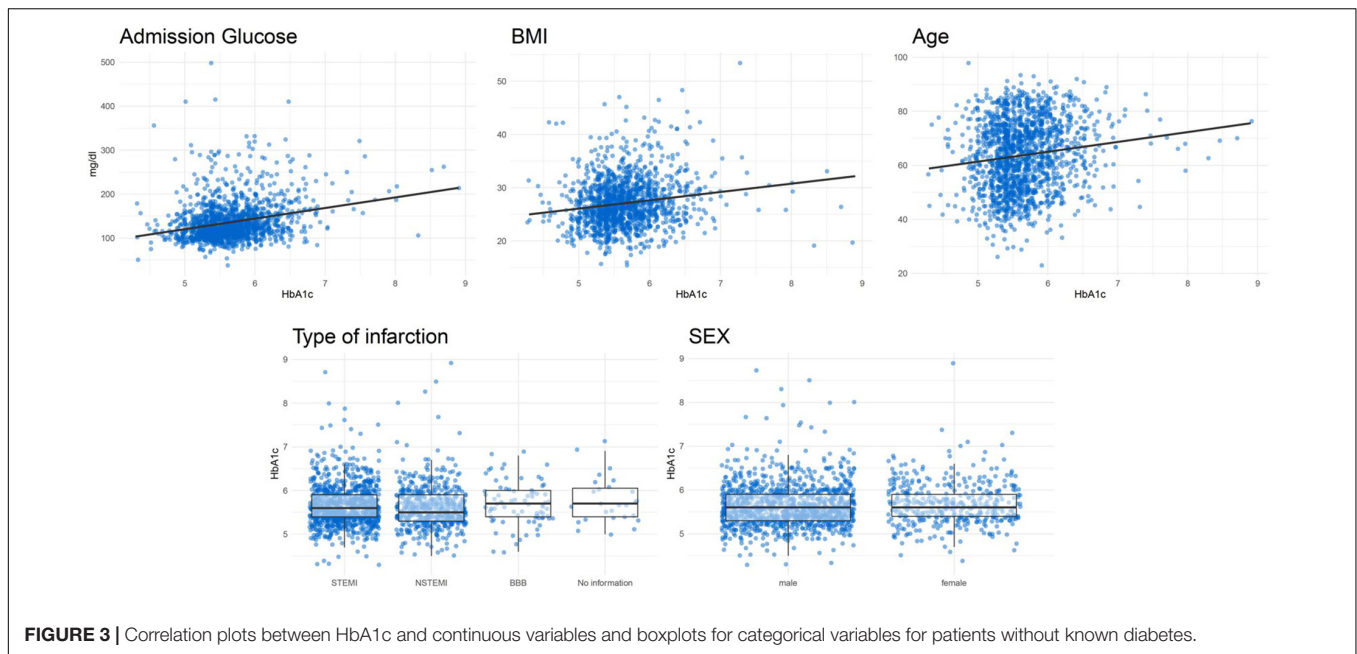 Admission Glucose
500
400
300
200
100
mg/dl
5 6 7 8 9
HbA1c
BMI
50
40
30
20
5 6 7 8 9
HbA1c
Age
100
80
60
40
20
5 6 7 8 9
HbA1c
Type of infarction
9
8
7
6
5
HbA1c
STEMI NSTEMI BBB No information
SEX
9
8
7
6
5
HbA1c
male female
FIGURE 3 | Correlation plots between HbA1c and continuous variables and boxplots for categorical variables for patients without known diabetes.